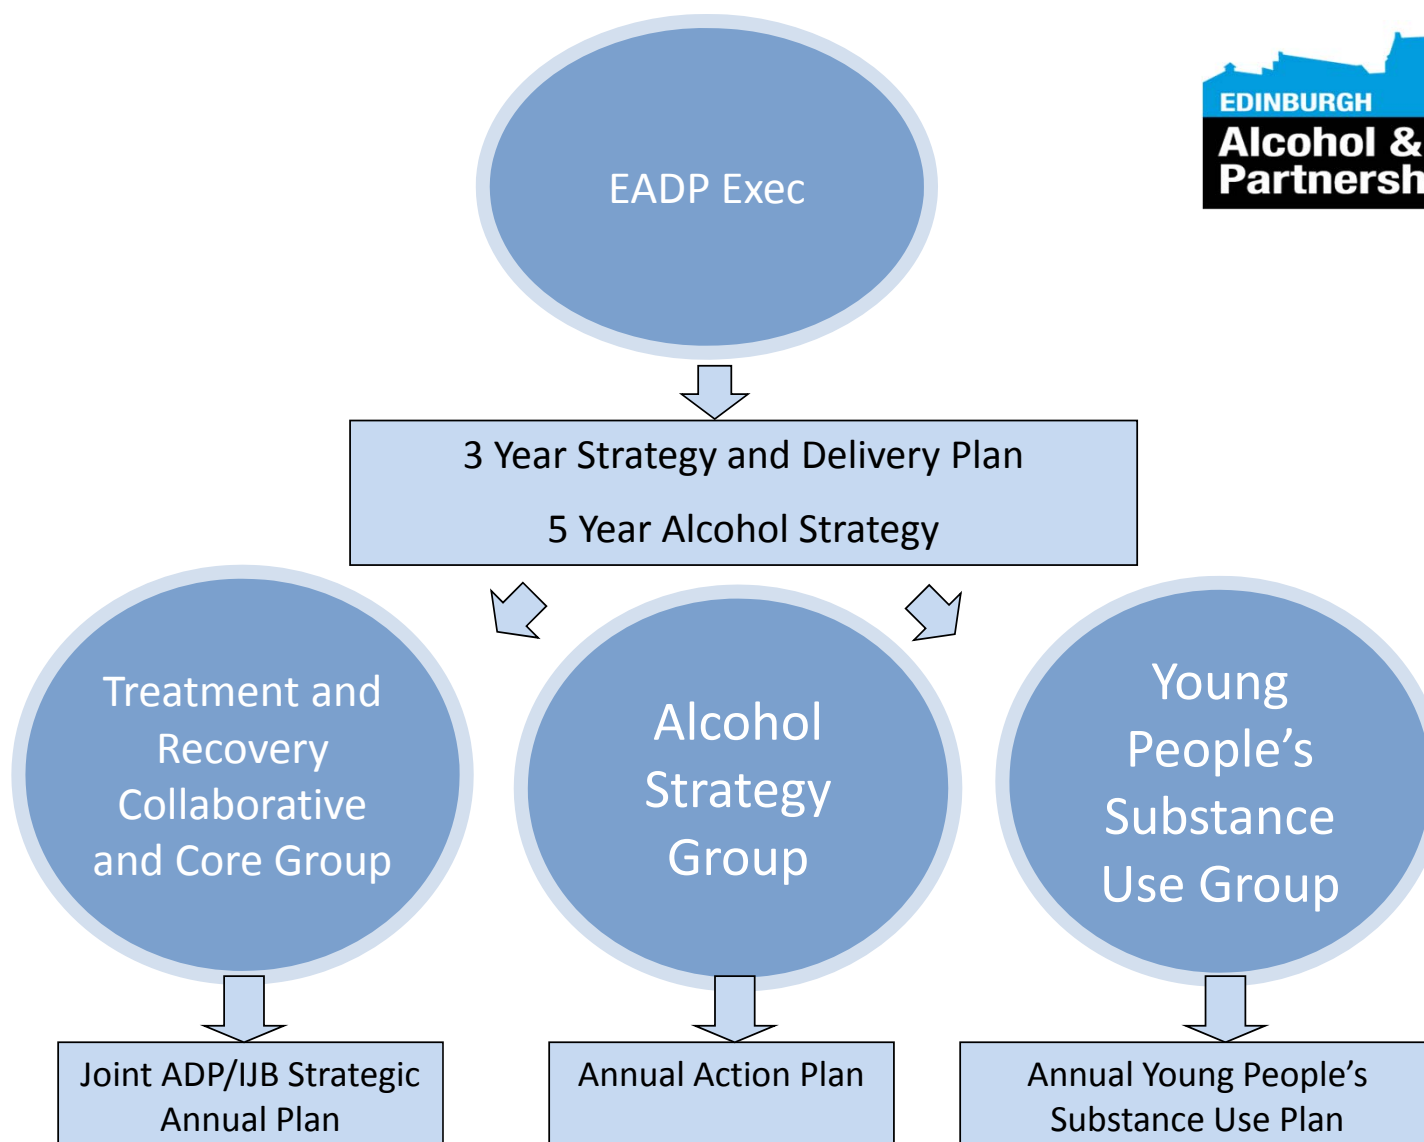 EADP Exec
EDINBURGH
Alcohol &
3 Year Strategy and Delivery Plan
5 Year Alcohol Strategy
Treatment and
Recovery
Collaborative
and Core Group
Alcohol
Strategy
Group
Young
People’s
Substance
Use Group
Joint ADP/IJB Strategic
Annual Plan
Annual Action Plan
Annual Young People’s
Substance Use Plan